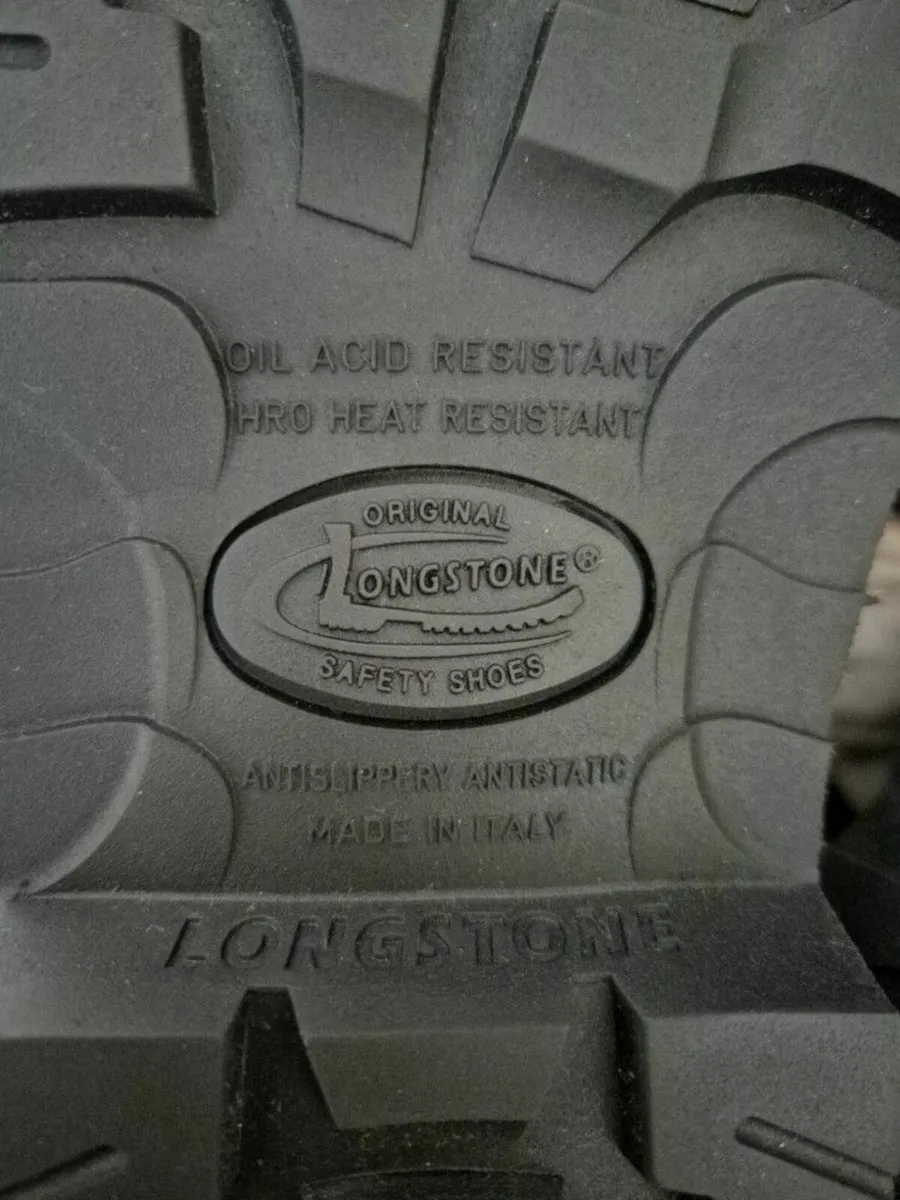 OIL ACID RESISTANT
HRO HEAT RESISTANT
ORIGINAL
LONGSTONE®
SAFETY SHOES
ANTISLIPPERY ANTISTATIC
MADE IN ITALY
LONGSTONE